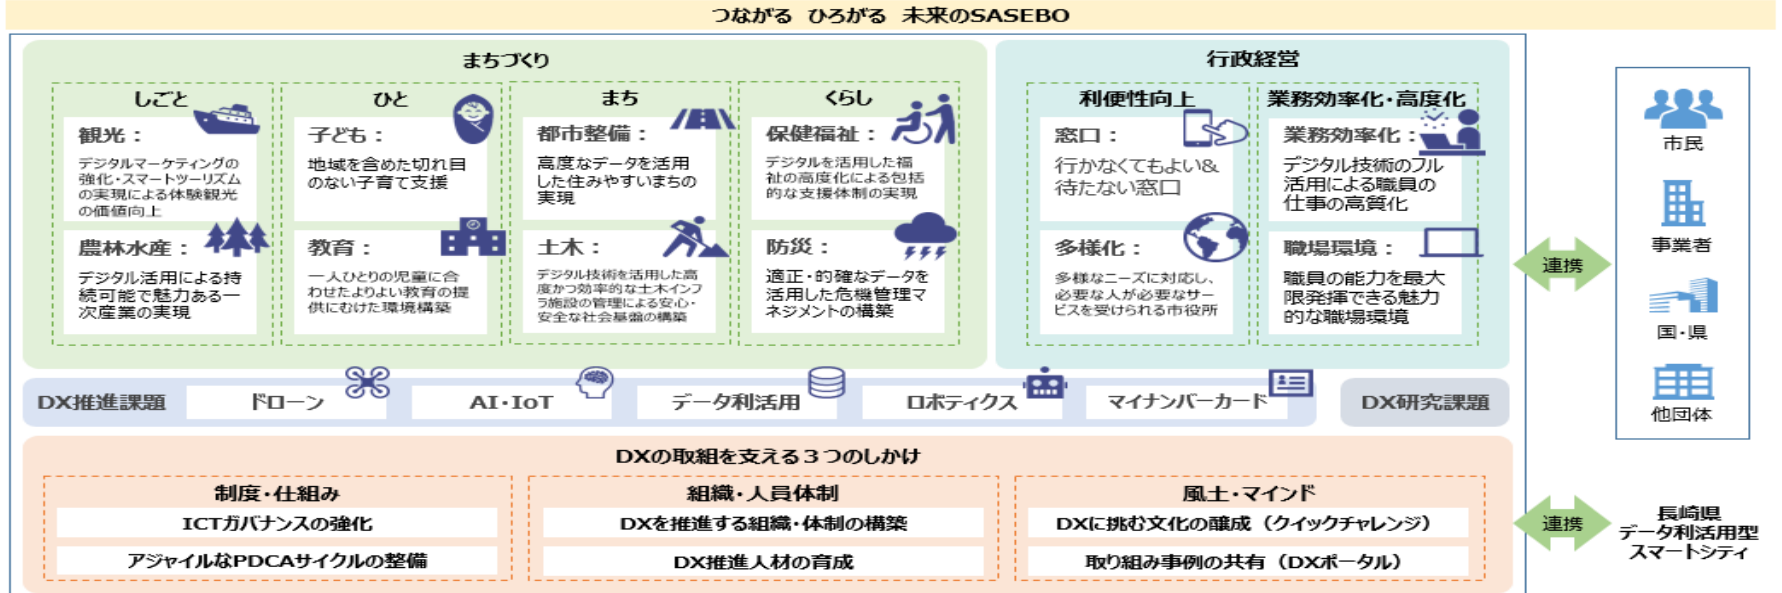 つながる ひろがる 未来のSASEBO
まちづくり
しごと
観光：
デジタルマーケティングの
強化・スマートツーリズム
の実現による体験観光
の価値向上
農林水産：
デジタル活用による持
続可能で魅力ある一
次産業の実現
ひと
子ども：
地域を含めた切れ目
のない子育て支援
教育：
一人ひとりの児童に合
わせたよりよい教育の提
供にむけた環境構築
まち
都市整備：
高度なデータを活用
した住みやすいまちの
実現
土木：
デジタル技術を活用した高
度かつ効率的な土木インフ
ラ施設の管理による安心・
安全な社会基盤の構築
くらし
保健福祉：
デジタルを活用した福
祉の高度化による包括
的な支援体制の実現
防災：
適正・的確なデータを
活用した危機管理マ
ネジメントの構築
行政経営
利便性向上
窓口：
行かなくてもよい&
待たない窓口
多様化：
多様なニーズに対応し、
必要な人が必要なサー
ビスを受けられる市役所
業務効率化・高度化
業務効率化：
デジタル技術のフル
活用による職員の
仕事の高質化
職場環境：
職員の能力を最大
限発揮できる魅力
的な職場環境
連携
市民
事業者
国・県
他団体
DX推進課題
ドローン
AI・IoT
データ利活用
ロボティクス
マイナンバーカード
DX研究課題
DXの取組を支える３つのしかけ
制度・仕組み
ICTガバナンスの強化
アジャイルなPDCAサイクルの整備
組織・人員体制
DXを推進する組織・体制の構築
DX推進人材の育成
風土・マインド
DXに挑む文化の醸成（クイックチャレンジ）
取り組み事例の共有（DXポータル）
連携
長崎県
データ利活用型
スマートシティ